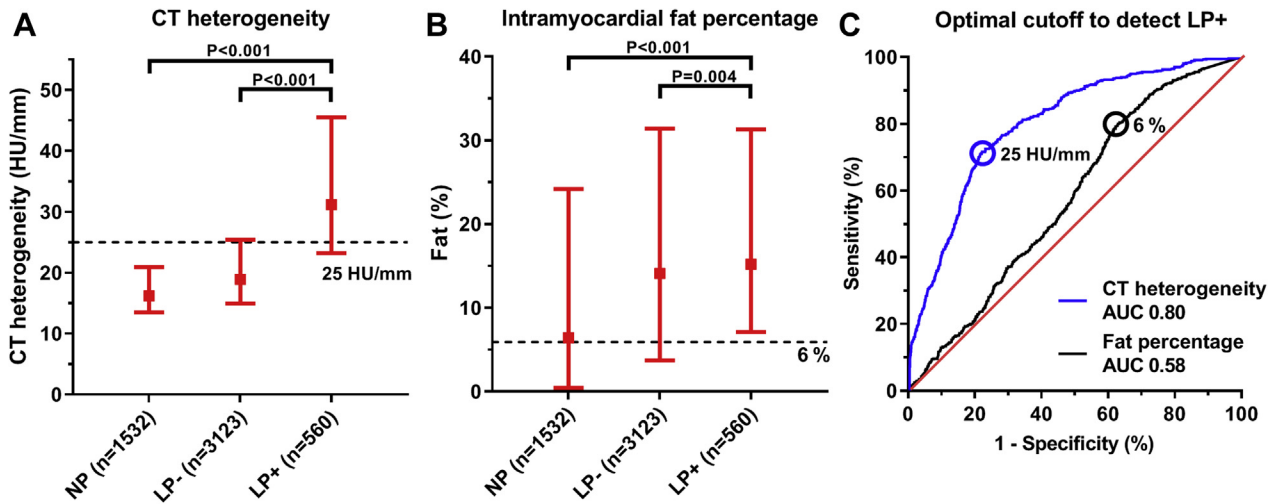 A
CT heterogeneity
P<0.001
P<0.001
CT heterogeneity (HU/mm)
50
40
30
20
10
0
25 HU/mm
NP (n=1532)
LP- (n=3123)
LP+ (n=560)
B
Intramyocardial fat percentage
P<0.001
P=0.004
Fat (%)
40
30
20
10
0
6 %
NP (n=1532)
LP- (n=3123)
LP+ (n=560)
C
Optimal cutoff to detect LP+
Sensitivity (%)
100
80
60
40
20
0
6 %
25 HU/mm
CT heterogeneity
AUC 0.80
Fat percentage
AUC 0.58
0
20
40
60
80
100
1 - Specificity (%)